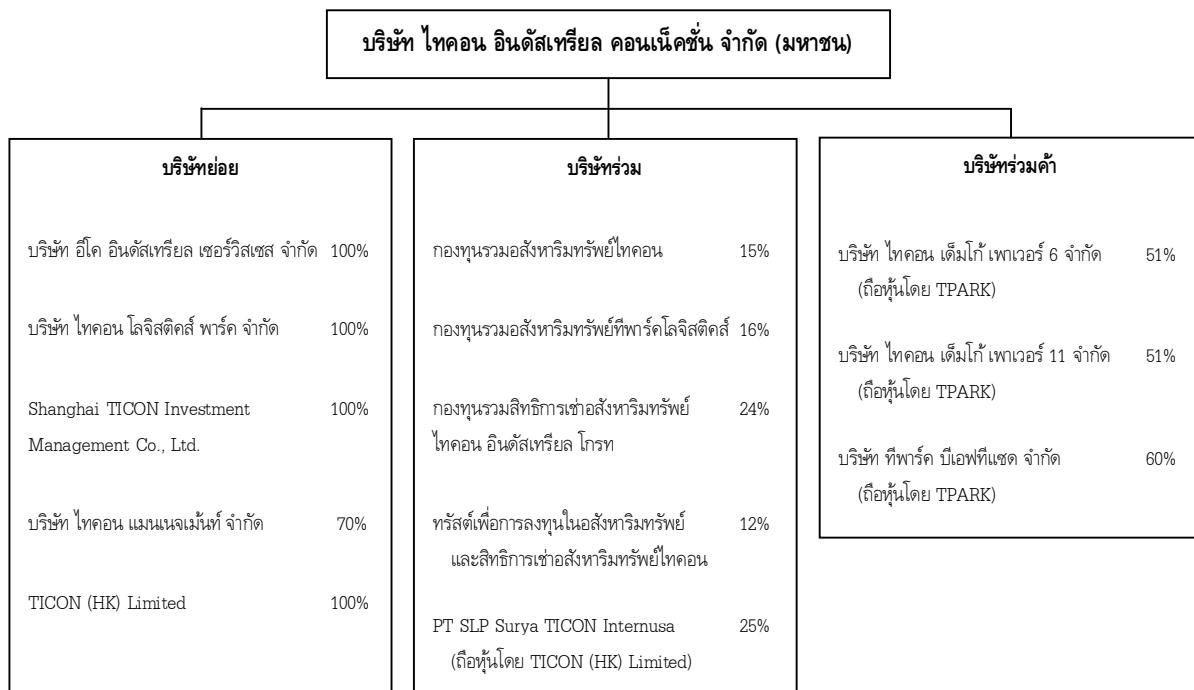 บริษัท ไทคอน อินดัสเทรียล คอนเน็คชั่น จำกัด (มหาชน)
บริษัทย่อย
บริษัท อีโค อินดัสเทรียล เซอร์วิสเซส จำกัด 100%
บริษัท ไทคอน โลจิสติคส์ พาร์ค จำกัด 100%
Shanghai TICON Investment 100%
Management Co., Ltd.
บริษัท ไทคอน แมนเนจเม้นท์ จำกัด 70%
TICON (HK) Limited 100%
บริษัทร่วม
กองทุนรวมอสังหาริมทรัพย์ไทคอน 15%
กองทุนรวมอสังหาริมทรัพย์ทีพาร์คโลจิสติคส์ 16%
กองทุนรวมสิทธิการเช่าอสังหาริมทรัพย์ 24%
ไทคอน อินดัสเทรียล โกรท
ทรัสต์เพื่อการลงทุนในอสังหาริมทรัพย์ 12%
และสิทธิการเช่าอสังหาริมทรัพย์ไทคอน
PT SLP Surya TICON Internusa 25%
(ถือหุ้นโดย TICON (HK) Limited)
บริษัทร่วมค้า
บริษัท ไทคอน เด็มโก้ เพาเวอร์ 6 จำกัด 51%
(ถือหุ้นโดย TPARK)
บริษัท ไทคอน เด็มโก้ เพาเวอร์ 11 จำกัด 51%
(ถือหุ้นโดย TPARK)
บริษัท ทีพาร์ค บีเอฟทีแซด จำกัด 60%
(ถือหุ้นโดย TPARK)